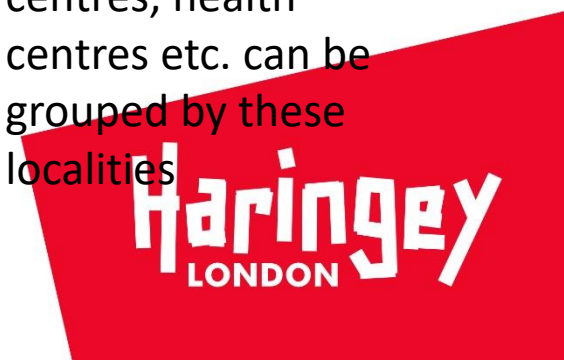 centres, health
centres etc. can be
grouped by these
localities
Haringey
LONDON